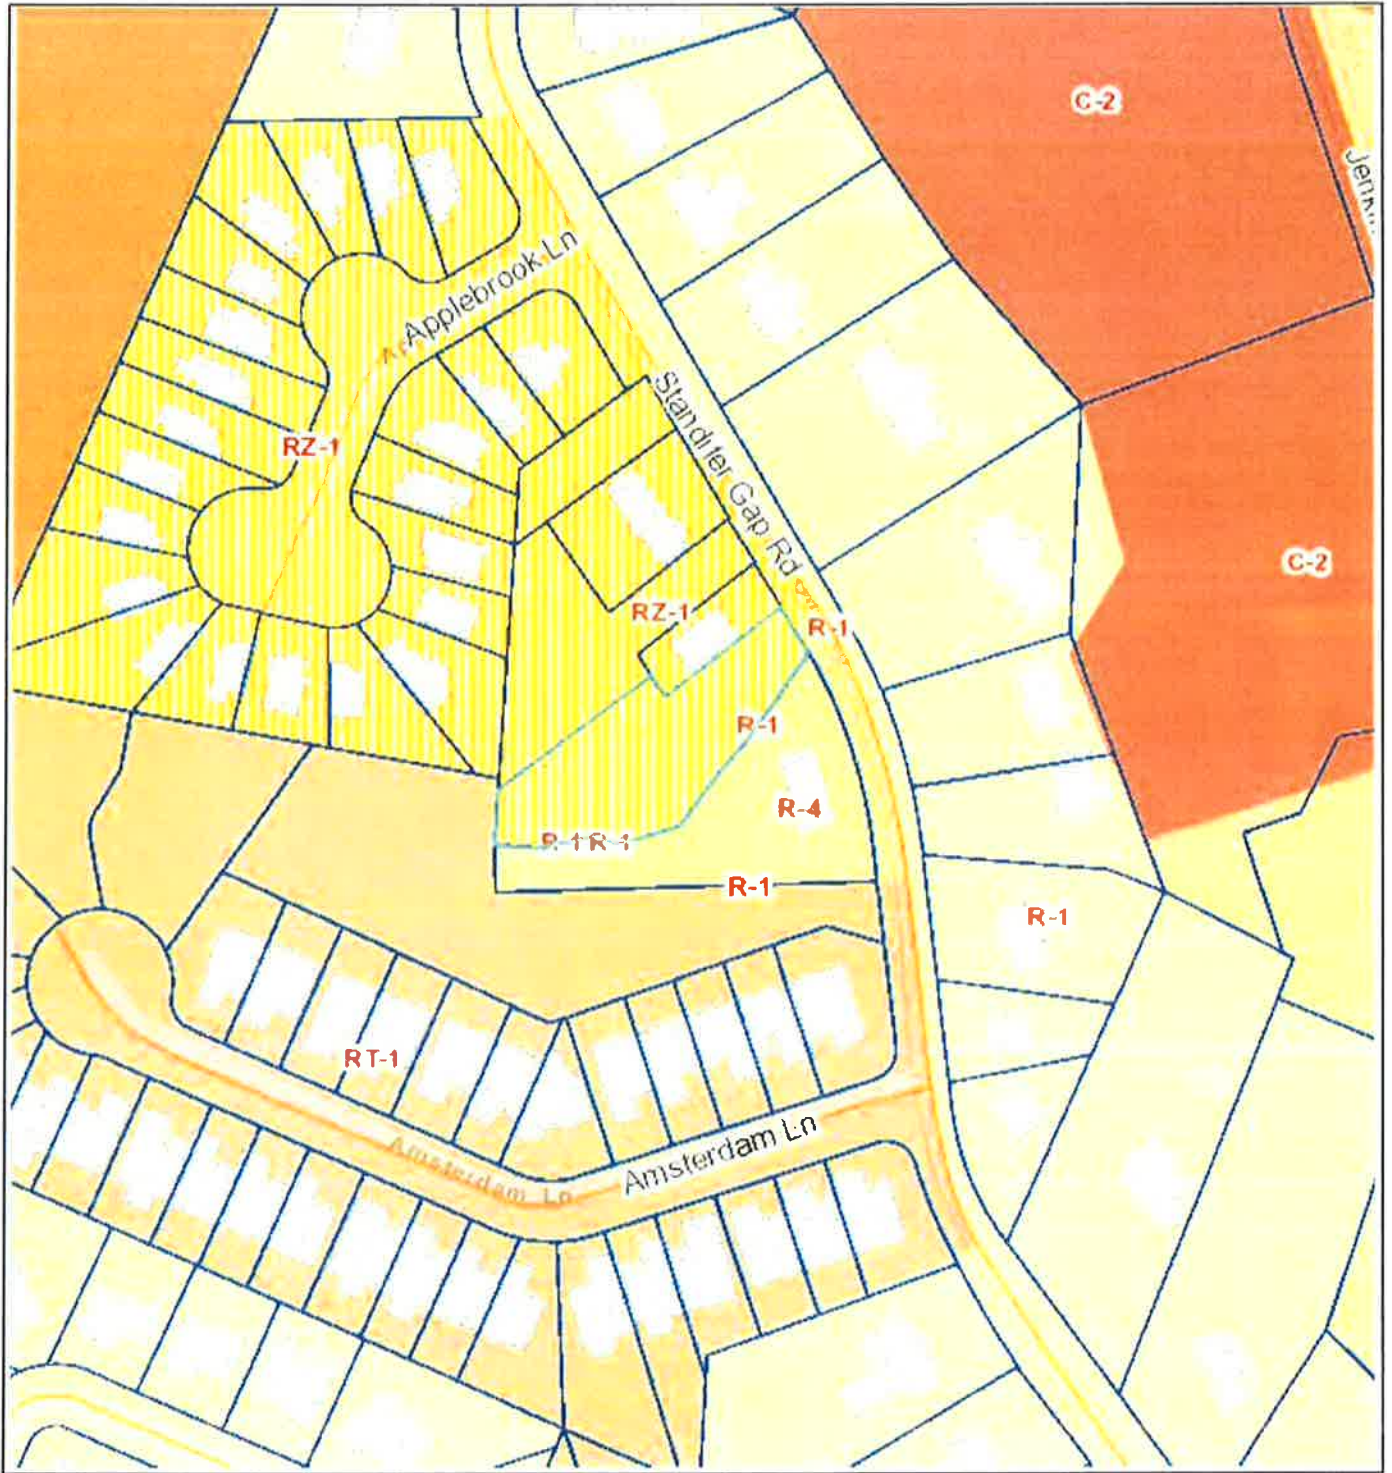 C-2
Applebrook Ln
RZ-1
Standifer Gap Rd
C-2
RZ-1
R-1
R-1
R-4
R-1 R-1
R-1
R-1
RT-1
Amsterdam Ln
Amsterdam Ln